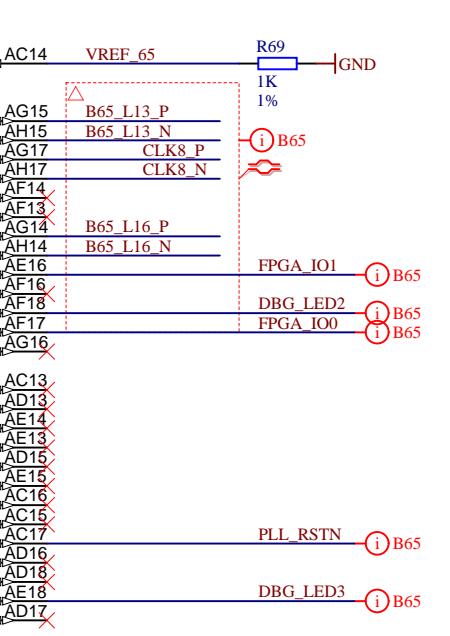 R69
AC14 VREF_65 GND
1K
1%
AG15 B65_L13_P
AH15 B65_L13_N i B65
AG17 CLK8_P
AH17 CLK8_N
AF14
AF13
AG14 B65_L16_P
AH14 B65_L16_N
AE16 FPGA_IO1 i B65
AF16
AF18 DBG_LED2 i B65
AF17 FPGA_IO0 i B65
AG16
AC13
AD13
AE14
AE13
AD15
AE15
AC16
AC15
AC17 PLL_RSTN i B65
AD16
AD18
AE18 DBG_LED3 i B65
AD17